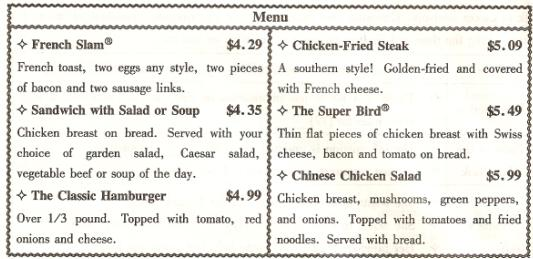 Menu
✧ French Slam® $4.29
French toast, two eggs any style, two pieces
of bacon and two sausage links.
✧ Sandwich with Salad or Soup $4.35
Chicken breast on bread. Served with your
choice of garden salad, Caesar salad,
vegetable beef or soup of the day.
✧ The Classic Hamburger $4.99
Over 1/3 pound. Topped with tomato, red
onions and cheese.
✧ Chicken-Fried Steak $5.09
A southern style! Golden-fried and covered
with French cheese.
✧ The Super Bird® $5.49
Thin flat pieces of chicken breast with Swiss
cheese, bacon and tomato on bread.
✧ Chinese Chicken Salad $5.99
Chicken breast, mushrooms, green peppers,
and onions. Topped with tomatoes and fried
noodles. Served with bread.